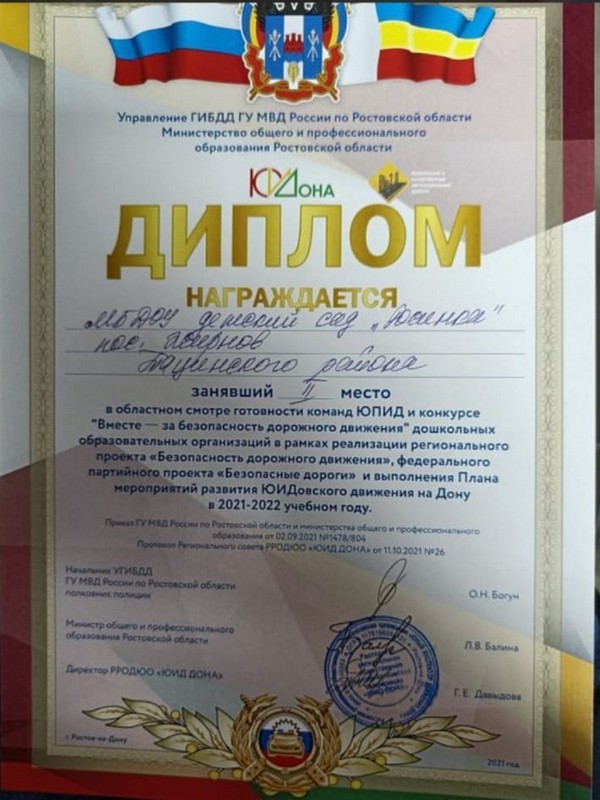 Управление ГИБДД ГУ МВД России по Ростовской области
Министерство общего и профессионального
образования Ростовской области
ЮИД ДОНА
ДИПЛОМ
НАГРАЖДАЕТСЯ
МБДОУ детский сад „Росинка"
пос.
Тацинского района
занявший II место
в областном смотре готовности команд ЮПИД и конкурсе
"Вместе — за безопасность дорожного движения" дошкольных
образовательных организаций в рамках реализации регионального
проекта «Безопасность дорожного движения», федерального
партийного проекта «Безопасные дороги» и выполнения Плана
мероприятий развития ЮИДовского движения на Дону
в 2021-2022 учебном году.
Приказ ГУ МВД России по Ростовской области и министерства общего и профессионального
образования от 02.09.2021 №1478/804
Протокол Регионального совета РРОДЮОО «ЮИД ДОНА» от 11.10.2021 №26
Начальник УГИБДД
ГУ МВД России по Ростовской области
полковник полиции
О.Н. Богун
Министр общего и профессионального
образования Ростовской области
Л.В. Балина
Директор РРОДЮОО «ЮИД ДОНА»
Г.Е. Давыдова
г. Ростов-на-Дону
2021 год